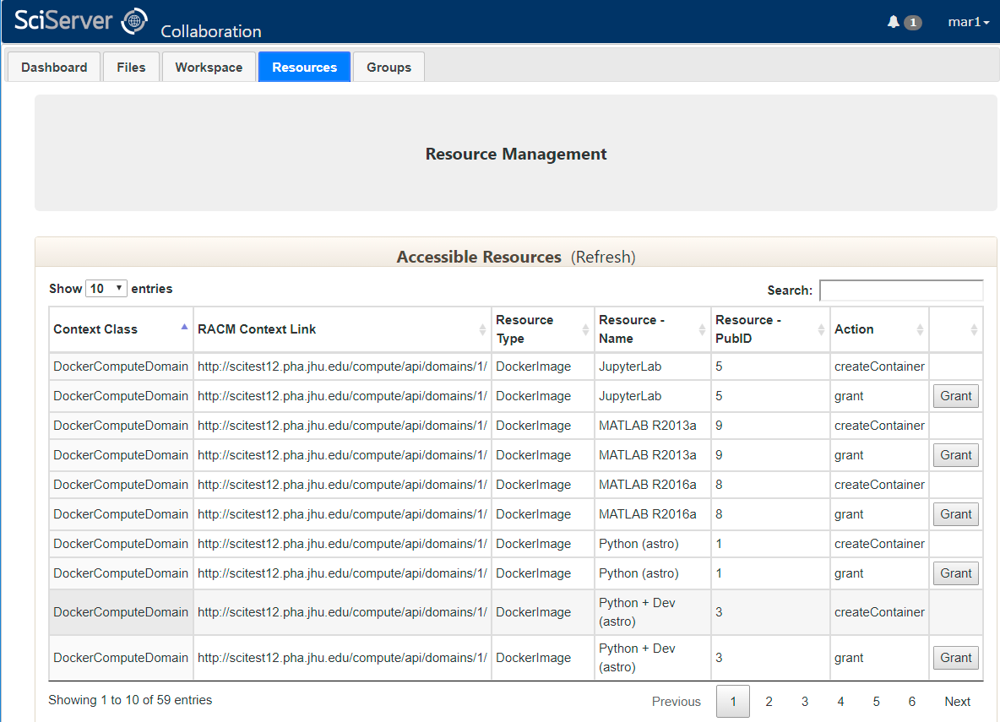 SciServer Collaboration 1 mar1
Dashboard Files Workspace Resources Groups
Resource Management
Accessible Resources (Refresh)
Show 10 entries Search:
Context Class RACM Context Link Resource Type Resource - Name Resource - PubID Action
DockerComputeDomain http://scitest12.pha.jhu.edu/compute/api/domains/1/ DockerImage JupyterLab 5 createContainer
DockerComputeDomain http://scitest12.pha.jhu.edu/compute/api/domains/1/ DockerImage JupyterLab 5 grant Grant
DockerComputeDomain http://scitest12.pha.jhu.edu/compute/api/domains/1/ DockerImage MATLAB R2013a 9 createContainer
DockerComputeDomain http://scitest12.pha.jhu.edu/compute/api/domains/1/ DockerImage MATLAB R2013a 9 grant Grant
DockerComputeDomain http://scitest12.pha.jhu.edu/compute/api/domains/1/ DockerImage MATLAB R2016a 8 createContainer
DockerComputeDomain http://scitest12.pha.jhu.edu/compute/api/domains/1/ DockerImage MATLAB R2016a 8 grant Grant
DockerComputeDomain http://scitest12.pha.jhu.edu/compute/api/domains/1/ DockerImage Python (astro) 1 createContainer
DockerComputeDomain http://scitest12.pha.jhu.edu/compute/api/domains/1/ DockerImage Python (astro) 1 grant Grant
DockerComputeDomain http://scitest12.pha.jhu.edu/compute/api/domains/1/ DockerImage Python + Dev (astro) 3 createContainer
DockerComputeDomain http://scitest12.pha.jhu.edu/compute/api/domains/1/ DockerImage Python + Dev (astro) 3 grant Grant
Showing 1 to 10 of 59 entries Previous 1 2 3 4 5 6 Next